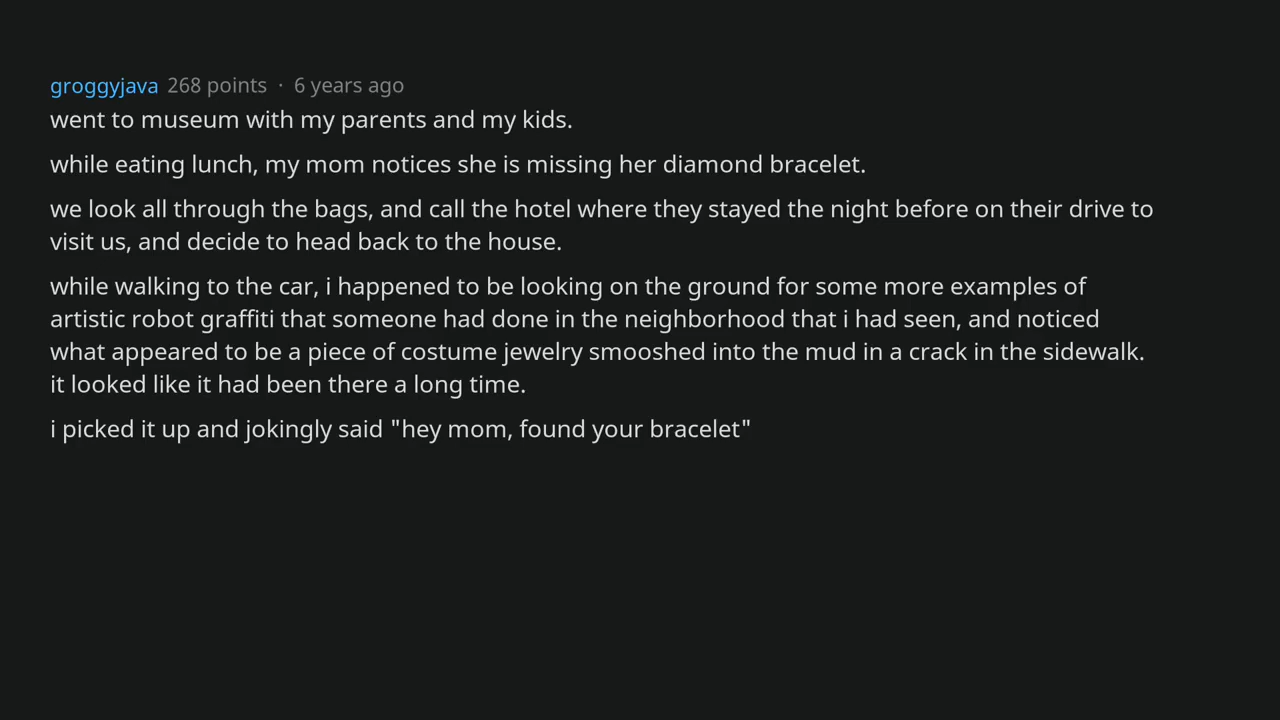 groggyjava 268 points · 6 years ago
went to museum with my parents and my kids.
while eating lunch, my mom notices she is missing her diamond bracelet.
we look all through the bags, and call the hotel where they stayed the night before on their drive to
visit us, and decide to head back to the house.
while walking to the car, i happened to be looking on the ground for some more examples of
artistic robot graffiti that someone had done in the neighborhood that i had seen, and noticed
what appeared to be a piece of costume jewelry smooshed into the mud in a crack in the sidewalk.
it looked like it had been there a long time.
i picked it up and jokingly said "hey mom, found your bracelet"